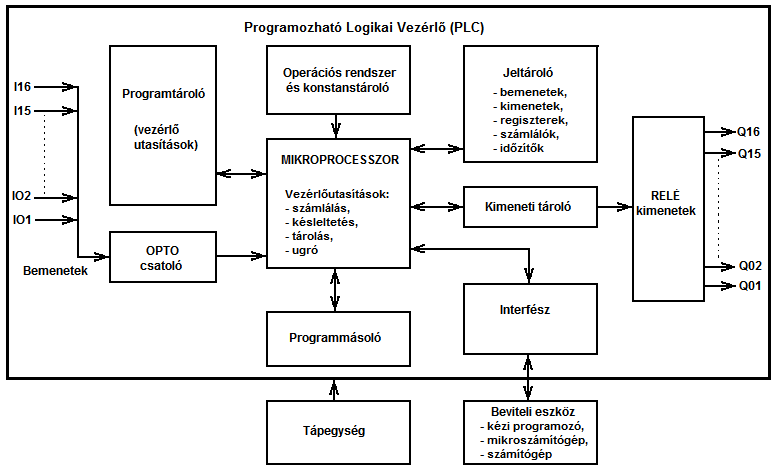 Programozható Logikai Vezérlő (PLC)
I16
I15
IO2
IO1
Bemenetek
Programtároló
(vezérlő
utasítások)
OPTO
csatoló
Operációs rendszer
és konstanstároló
MIKROPROCESSZOR
Vezérlőutasítások:
- számlálás,
- késleltetés,
- tárolás,
- ugró
Programmásoló
Jeltároló
- bemenetek,
- kimenetek,
- regiszterek,
- számlálók,
- időzítők
Kimeneti tároló
Interfész
RELÉ
kimenetek
Q16
Q15
Q02
Q01
Tápegység
Beviteli eszköz
- kézi programozó,
- mikroszámítógép,
- számítógép